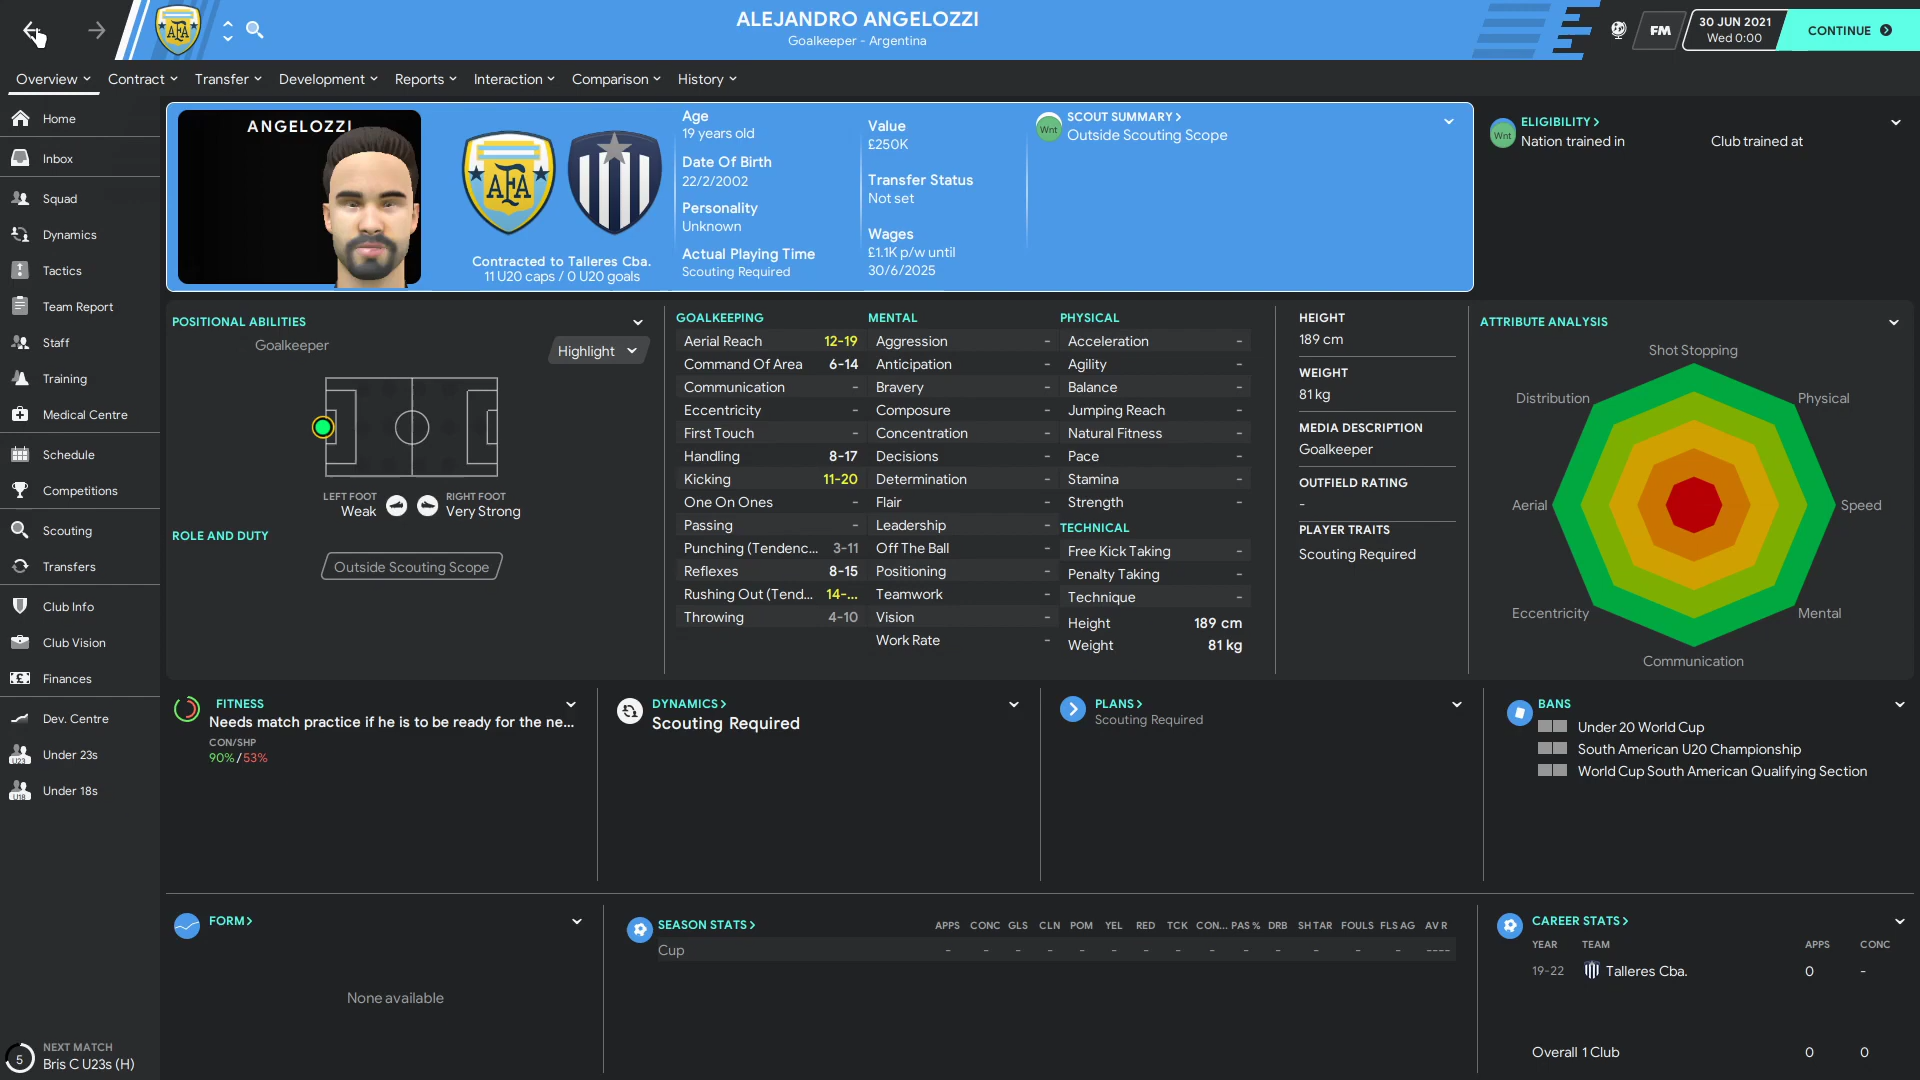 ALEJANDRO ANGELOZZI
Goalkeeper - Argentina
FM
30 JUN 2021
Wed 0:00
CONTINUE
Overview
Contract
Transfer
Development
Reports
Interaction
Comparison
History
Home
Inbox
Squad
Dynamics
Tactics
Team Report
Staff
Training
Medical Centre
Schedule
Competitions
Scouting
Transfers
Club Info
Club Vision
Finances
Dev. Centre
U23
Under 23s
U18
Under 18s
5
NEXT MATCH
Bris C U23s (H)
ANGELOZZI
AFA
AFA
Contracted to Talleres Cba.
11 U20 caps / 0 U20 goals
Age
19 years old
Date Of Birth
22/2/2002
Personality
Unknown
Actual Playing Time
Scouting Required
Value
£250K
Transfer Status
Not set
Wages
£1.1K p/w until
30/6/2025
Wnt
SCOUT SUMMARY >
Outside Scouting Scope
Wnt
ELIGIBILITY >
Nation trained in
Club trained at
POSITIONAL ABILITIES
Goalkeeper
Highlight
LEFT FOOT
Weak
RIGHT FOOT
Very Strong
ROLE AND DUTY
Outside Scouting Scope
GOALKEEPING
Aerial Reach 12-19
Command Of Area 6-14
Communication -
Eccentricity -
First Touch -
Handling 8-17
Kicking 11-20
One On Ones -
Passing -
Punching (Tendenc... 3-11
Reflexes 8-15
Rushing Out (Tend... 14-...
Throwing 4-10
MENTAL
Aggression -
Anticipation -
Bravery -
Composure -
Concentration -
Decisions -
Determination -
Flair -
Leadership -
Off The Ball -
Positioning -
Teamwork -
Vision -
Work Rate -
PHYSICAL
Acceleration -
Agility -
Balance -
Jumping Reach -
Natural Fitness -
Pace -
Stamina -
Strength -
TECHNICAL
Free Kick Taking -
Penalty Taking -
Technique -
Height 189 cm
Weight 81 kg
HEIGHT
189 cm
WEIGHT
81 kg
MEDIA DESCRIPTION
Goalkeeper
OUTFIELD RATING
-
PLAYER TRAITS
Scouting Required
ATTRIBUTE ANALYSIS
Shot Stopping
Distribution
Physical
Aerial
Speed
Eccentricity
Mental
Communication
FITNESS
Needs match practice if he is to be ready for the ne...
CON/SHP
90% / 53%
DYNAMICS >
Scouting Required
PLANS >
Scouting Required
BANS
Under 20 World Cup
South American U20 Championship
World Cup South American Qualifying Section
FORM >
None available
SEASON STATS >
APPS CONC GLS CLN POM YEL RED TCK CON... PAS % DRB SH TAR FOULS FLS AG AV R
Cup - - - - - - - - - - - - - - ----
CAREER STATS >
YEAR TEAM APPS CONC
19-22 Talleres Cba. 0 -
Overall 1 Club 0 0